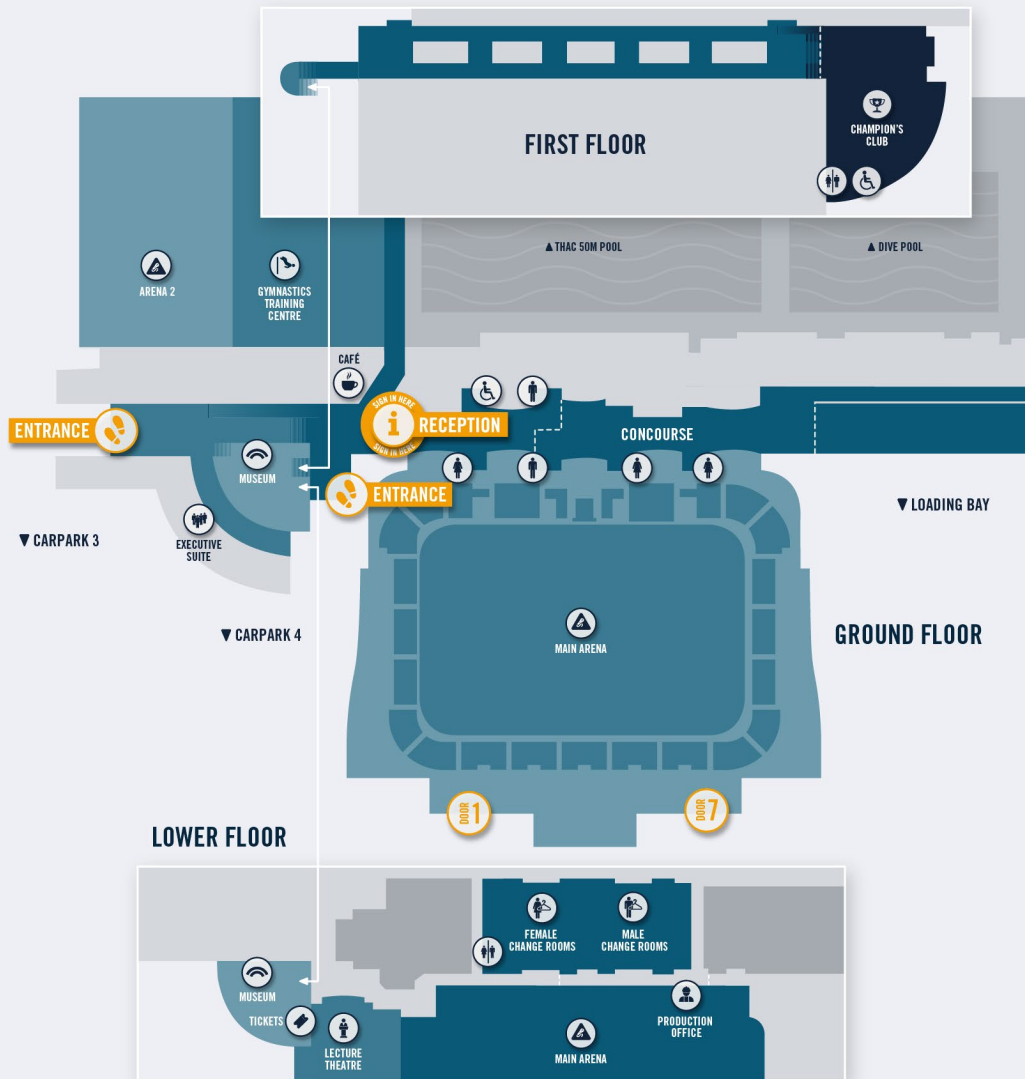 FIRST FLOOR
CHAMPION'S
CLUB
▲ THAC 50M POOL
▲ DIVE POOL
ARENA 2
GYMNASTICS
TRAINING
CENTRE
CAFÉ
ENTRANCE
SIGN IN HERE
i RECEPTION
SIGN IN HERE
CONCOURSE
MUSEUM
ENTRANCE
▼ LOADING BAY
▼ CARPARK 3
EXECUTIVE
SUITE
▼ CARPARK 4
GROUND FLOOR
MAIN ARENA
DOOR 1
DOOR 7
LOWER FLOOR
FEMALE
CHANGE ROOMS
MALE
CHANGE ROOMS
MUSEUM
TICKETS
LECTURE
THEATRE
PRODUCTION
OFFICE
MAIN ARENA